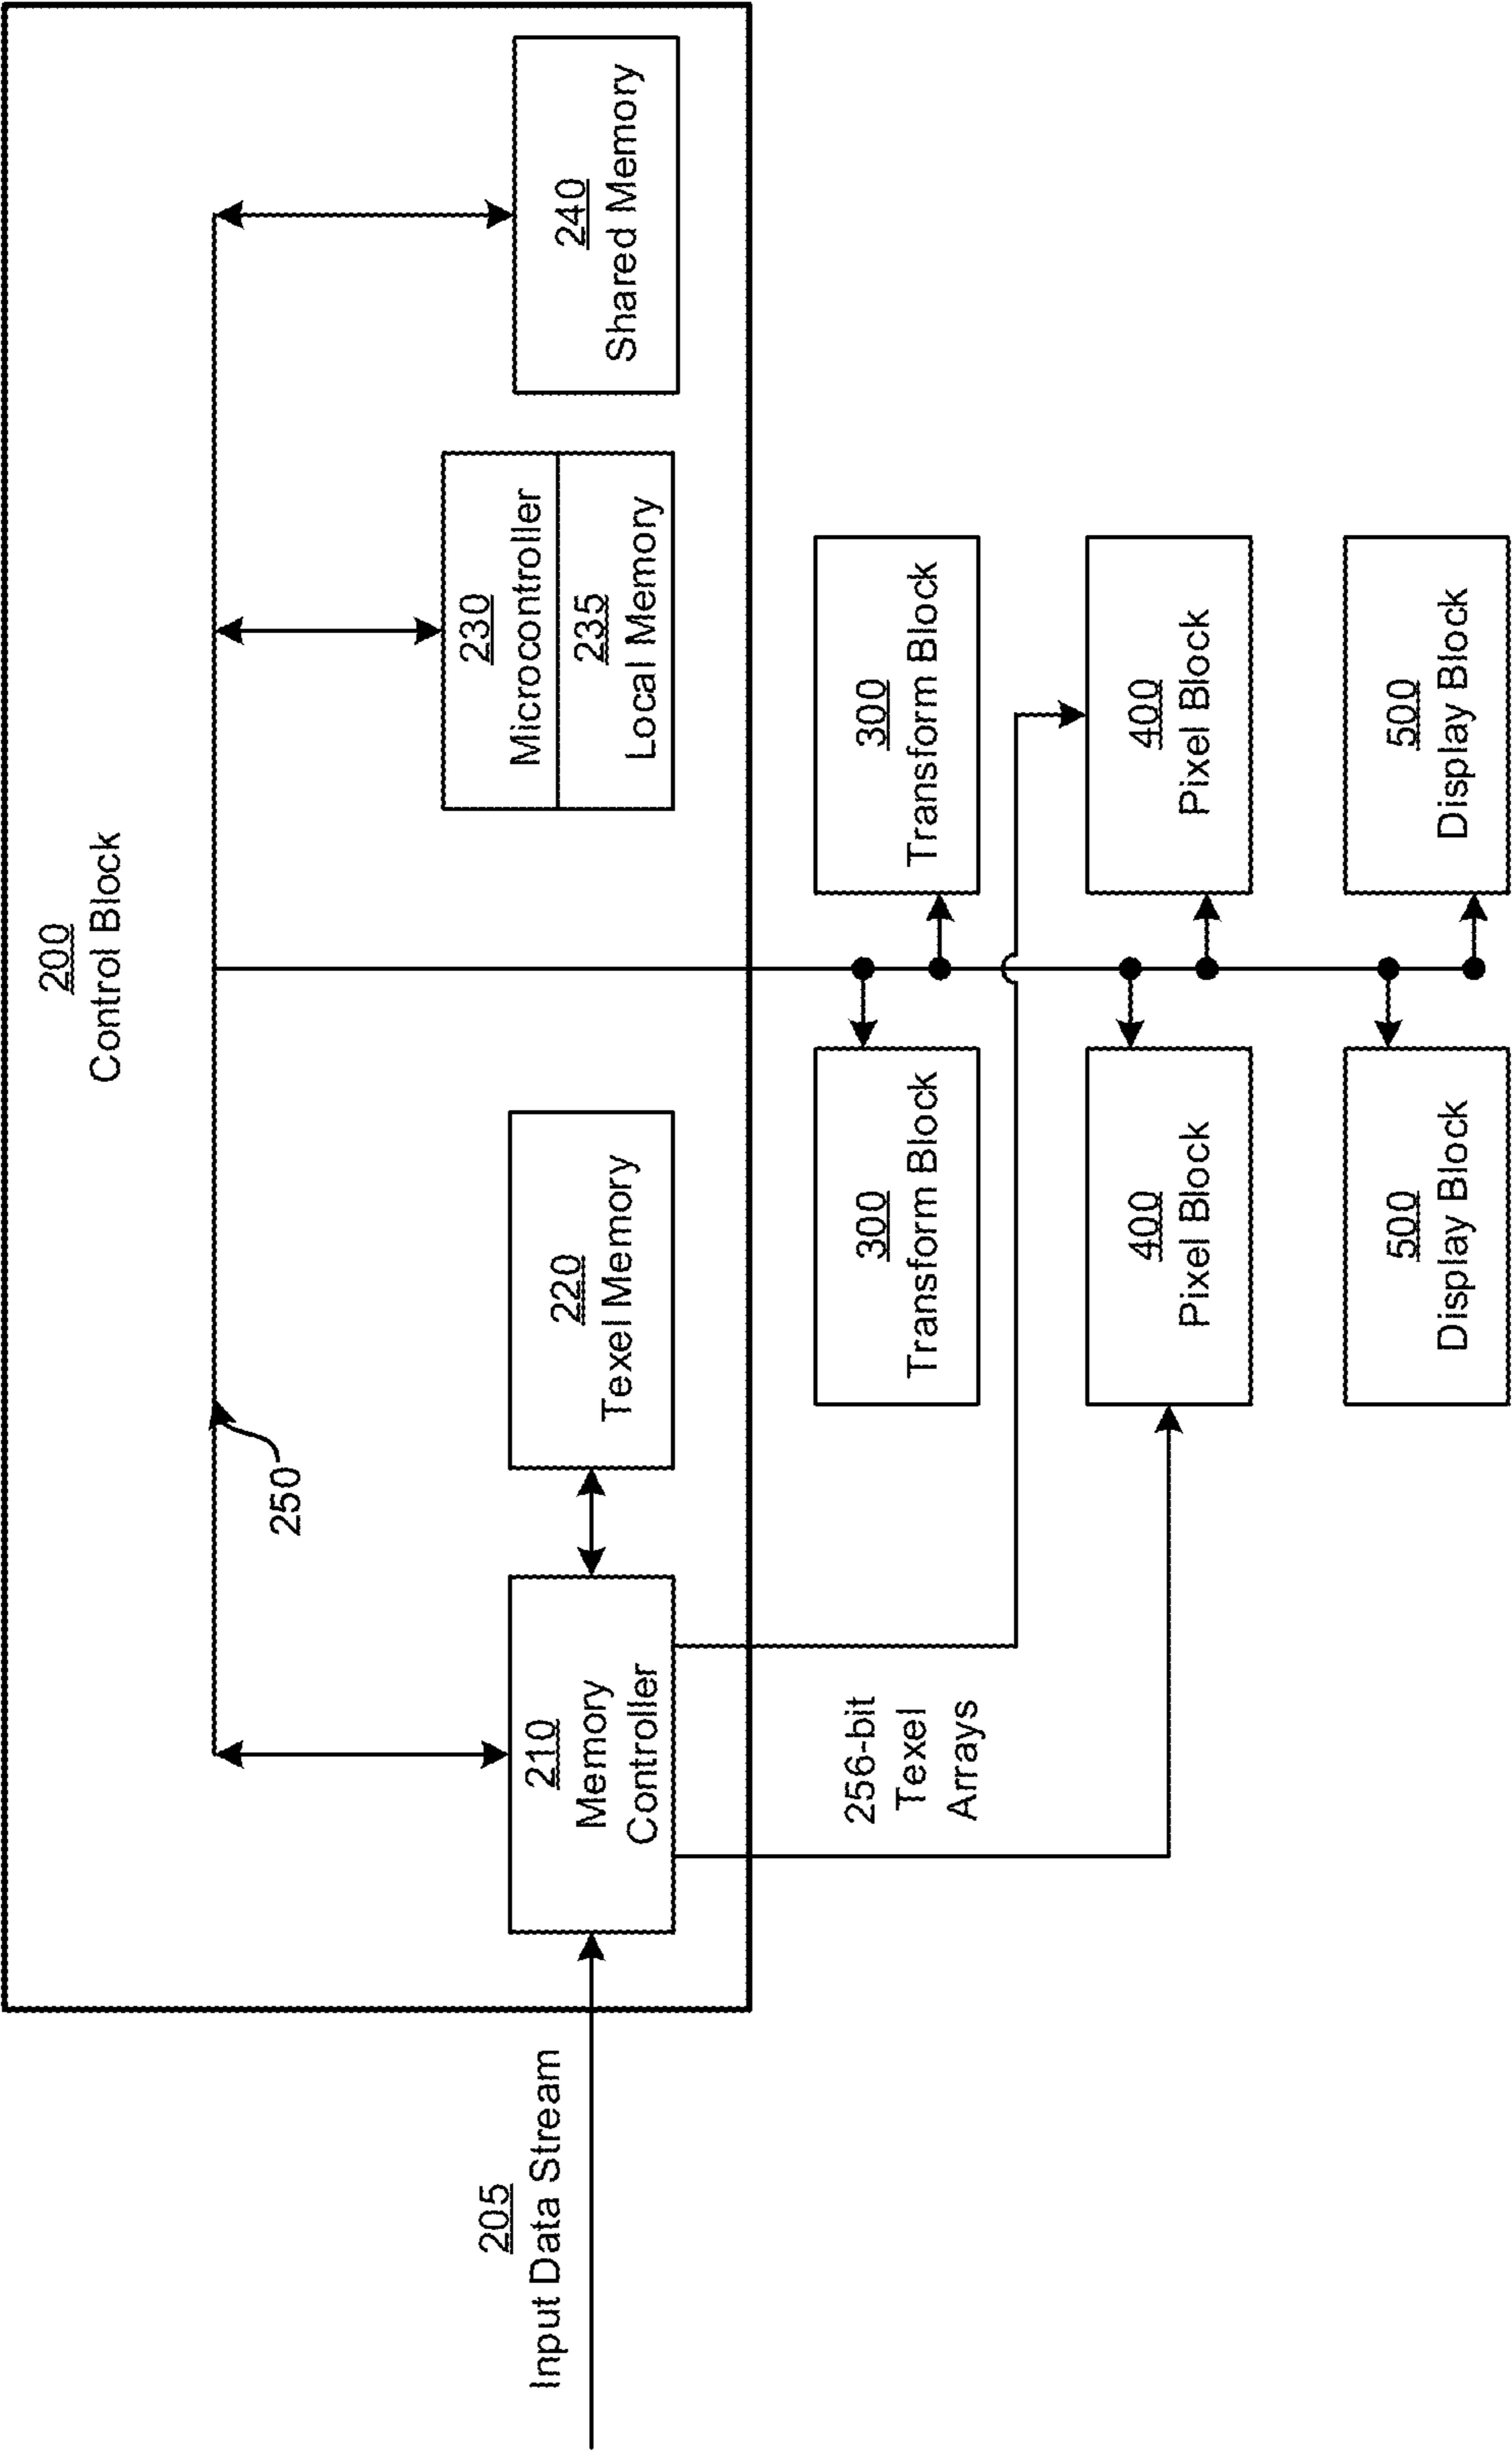 200
Control Block
250
205
Input Data Stream
210
Memory
Controller
220
Texel Memory
230
Microcontroller
235
Local Memory
240
Shared Memory
256-bit
Texel
Arrays
300
Transform Block
300
Transform Block
400
Pixel Block
400
Pixel Block
500
Display Block
500
Display Block